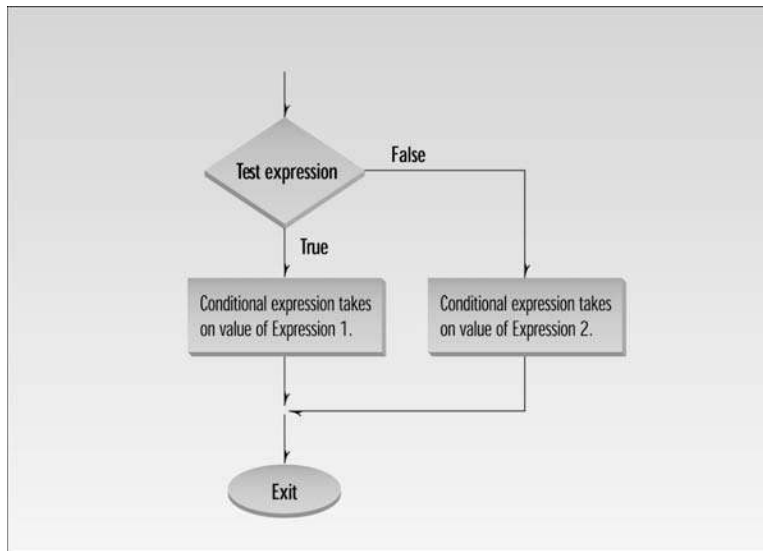 Test expression
False
True
Conditional expression takes
on value of Expression 1.
Conditional expression takes
on value of Expression 2.
Exit